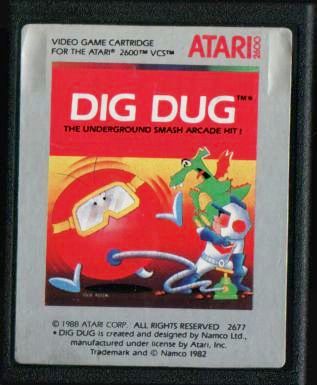 VIDEO GAME CARTRIDGE
FOR THE ATARI® 2600™ VCS™
ATARI® 2600
DIG DUG™*
THE UNDERGROUND SMASH ARCADE HIT!
© 1988 ATARI CORP. ALL RIGHTS RESERVED 2677
* DIG DUG is created and designed by Namco Ltd.,
manufactured under license by Atari, Inc.
Trademark and © Namco 1982